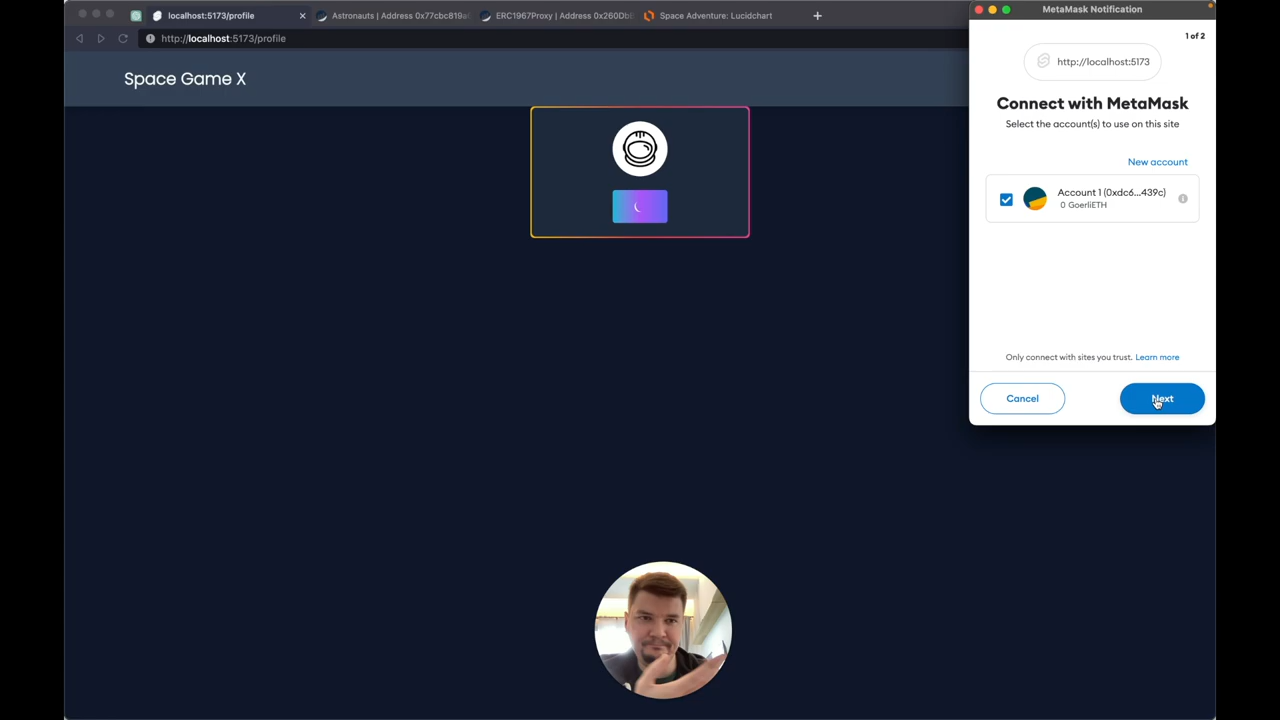 localhost:5173/profile
Astronauts | Address 0x77cbc819a
ERC1967Proxy | Address 0x260Db
Space Adventure: Lucidchart
http://localhost:5173/profile
Space Game X
MetaMask Notification
1 of 2
http://localhost:5173
Connect with MetaMask
Select the account(s) to use on this site
New account
Account 1 (0xdc6...439c)
0 GoerliETH
Only connect with sites you trust. Learn more
Cancel
Next